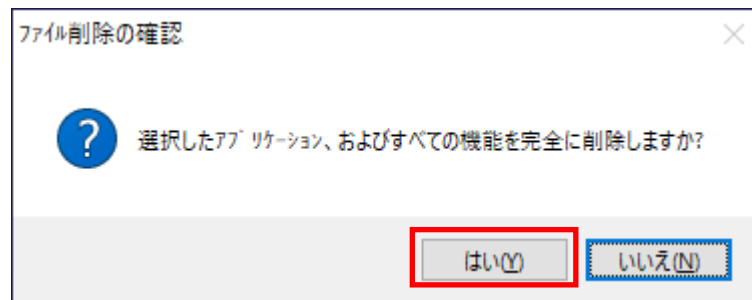 ﾌｧｲﾙ削除の確認
選択したｱﾌﾟﾘｹｰｼｮﾝ、およびすべての機能を完全に削除しますか?
はい(Y) いいえ(N)